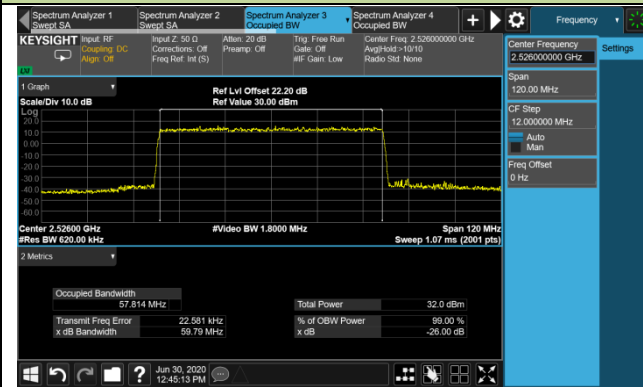 Spectrum Analyzer 1
Swept SA
Spectrum Analyzer 2
Swept SA
Spectrum Analyzer 3
Occupied BW
Spectrum Analyzer 4
Occupied BW
Frequency
KEYSIGHT
Input: RF
Coupling: DC
Align: Off
Input Z: 50 Ω
Corrections: Off
Freq Ref: Int (S)
Atten: 20 dB
Preamp: Off
Trig: Free Run
Gate: Off
#IF Gain: Low
Center Freq: 2.526000000 GHz
Avg|Hold:>10/10
Radio Std: None
LV
Center Frequency
2.526000000 GHz
Settings
Span
120.00 MHz
CF Step
12.000000 MHz
Auto
Man
Freq Offset
0 Hz
1 Graph
Scale/Div 10.0 dB
Ref Lvl Offset 22.20 dB
Ref Value 30.00 dBm
Log
20.0
10.0
0.00
-10.0
-20.0
-30.0
-40.0
-50.0
-60.0
Center 2.52600 GHz
#Res BW 620.00 kHz
#Video BW 1.8000 MHz
Span 120 MHz
Sweep 1.07 ms (2001 pts)
2 Metrics
Occupied Bandwidth
57.814 MHz
Total Power
32.0 dBm
Transmit Freq Error
22.581 kHz
% of OBW Power
99.00 %
x dB Bandwidth
59.79 MHz
x dB
-26.00 dB
Jun 30, 2020
12:45:13 PM